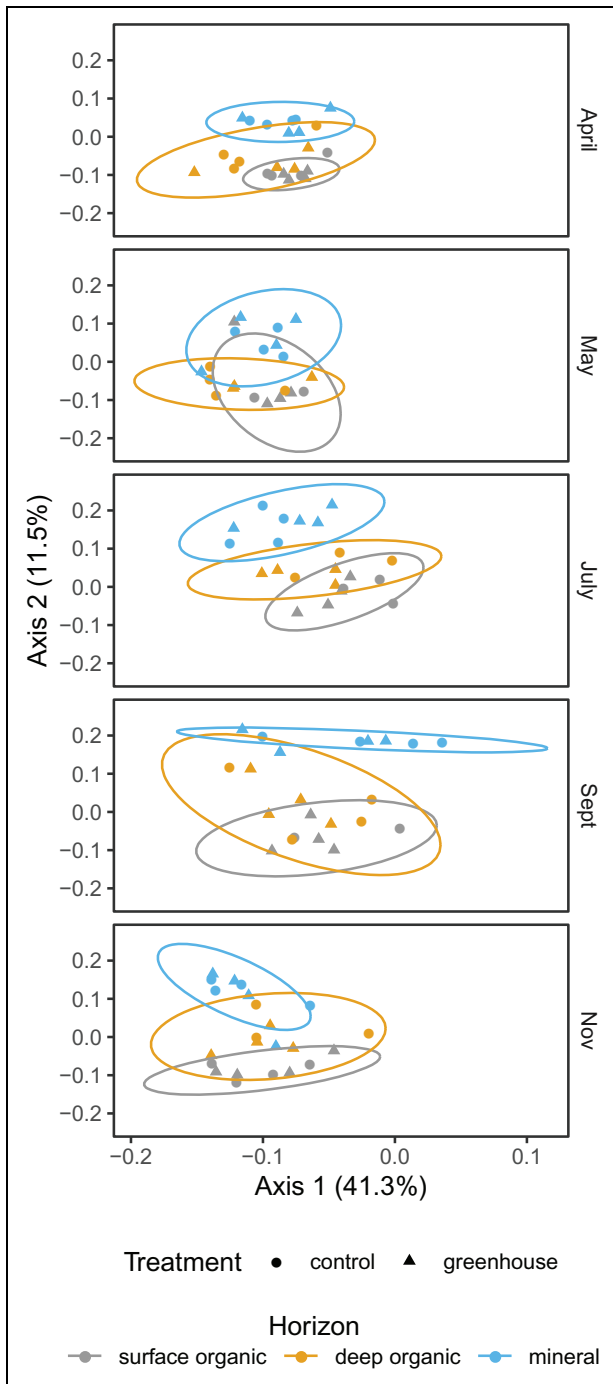 0.2
0.1
0.0
−0.1
−0.2
April
0.2
0.1
0.0
−0.1
−0.2
May
0.2
0.1
0.0
−0.1
−0.2
July
0.2
0.1
0.0
−0.1
−0.2
Sept
0.2
0.1
0.0
−0.1
−0.2
Nov
Axis 2 (11.5%)
−0.2 −0.1 0.0 0.1
Axis 1 (41.3%)
Treatment control greenhouse
Horizon
surface organic deep organic mineral